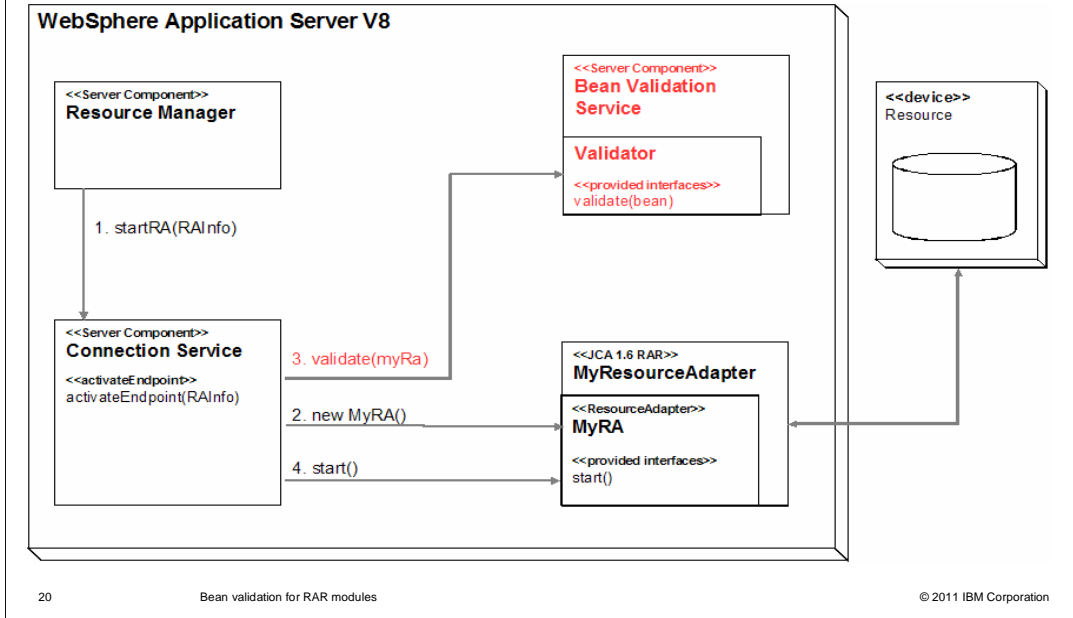 WebSphere Application Server V8
<<Server Component>>
Resource Manager
1. startRA(RAInfo)
<<Server Component>>
Bean Validation
Service
Validator
<<provided interfaces>>
validate(bean)
<<device>>
Resource
<<Server Component>>
Connection Service
<<activateEndpoint>>
activateEndpoint(RAInfo)
3. validate(myRa)
2. new MyRA()
4. start()
<<JCA 1.6 RAR>>
MyResourceAdapter
<<ResourceAdapter>>
MyRA
<<provided interfaces>>
start()
20
Bean validation for RAR modules
© 2011 IBM Corporation